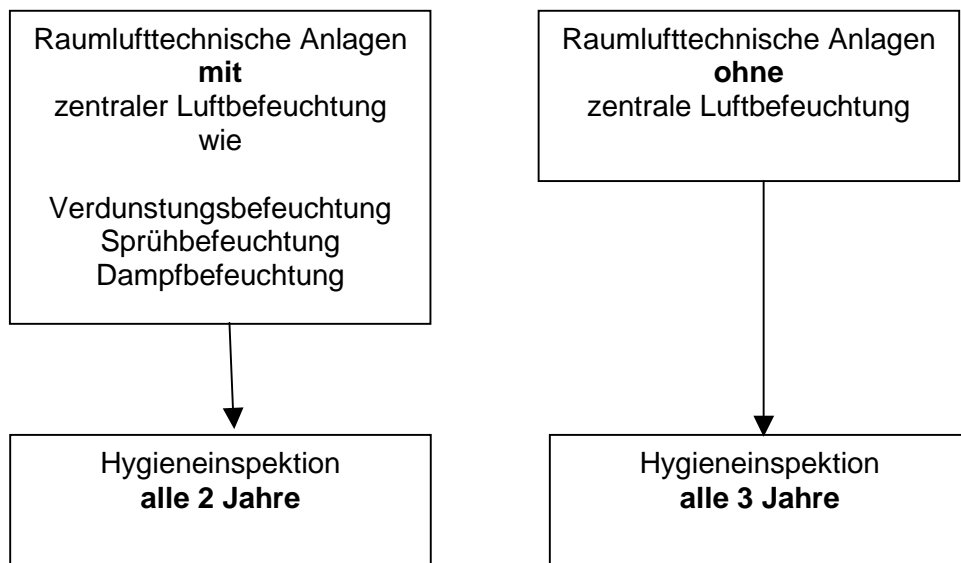 Raumlufttechnische Anlagen
mit
zentraler Luftbefeuchtung
wie
Verdunstungsbefeuchtung
Sprühbefeuchtung
Dampfbefeuchtung
Raumlufttechnische Anlagen
ohne
zentrale Luftbefeuchtung
Hygieneinspektion
alle 2 Jahre
Hygieneinspektion
alle 3 Jahre